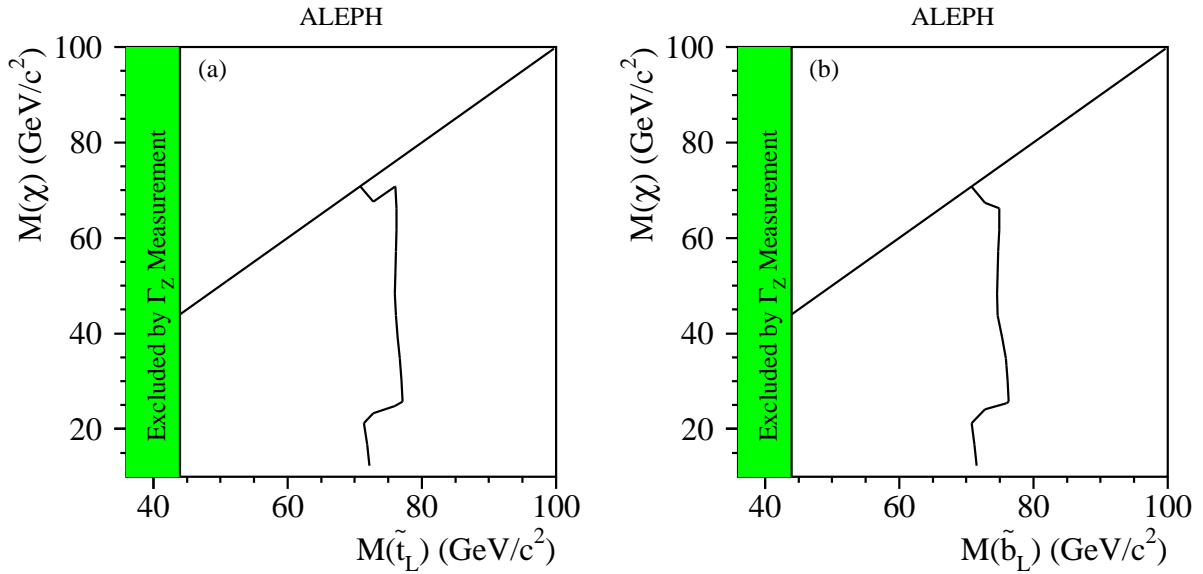 ALEPH
(a)
M(χ) (GeV/c²)
100
80
60
40
20
Excluded by Γ_Z Measurement
40 60 80 100
M(t̃_L) (GeV/c²)
ALEPH
(b)
M(χ) (GeV/c²)
100
80
60
40
20
Excluded by Γ_Z Measurement
40 60 80 100
M(b̃_L) (GeV/c²)